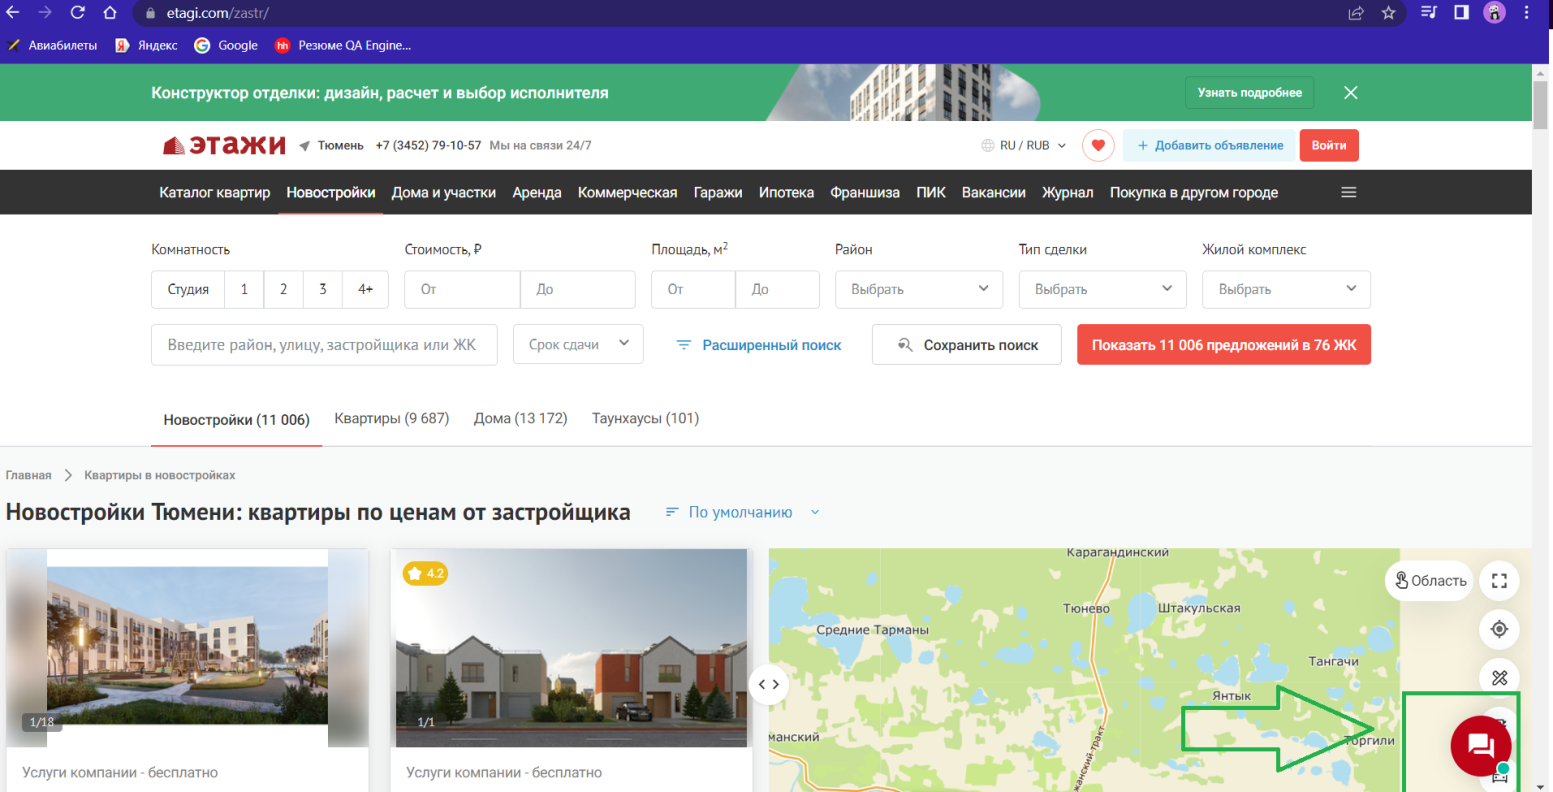 etagi.com/zastr/
Авиабилеты Яндекс Google hh Резюме QA Engine...
Конструктор отделки: дизайн, расчет и выбор исполнителя Узнать подробнее
ЭТАЖИ Тюмень +7 (3452) 79-10-57 Мы на связи 24/7 RU / RUB + Добавить объявление Войти
Каталог квартир Новостройки Дома и участки Аренда Коммерческая Гаражи Ипотека Франшиза ПИК Вакансии Журнал Покупка в другом городе
Комнатность Стоимость, ₽ Площадь, м² Район Тип сделки Жилой комплекс
Студия 1 2 3 4+ От До От До Выбрать Выбрать Выбрать
Введите район, улицу, застройщика или ЖК Срок сдачи Расширенный поиск Сохранить поиск Показать 11 006 предложений в 76 ЖК
Новостройки (11 006) Квартиры (9 687) Дома (13 172) Таунхаусы (101)
Главная Квартиры в новостройках
Новостройки Тюмени: квартиры по ценам от застройщика По умолчанию
Карагандинский
4.2 Область
Тюнево Штакульская
Средние Тарманы
Тангачи
Янтык
1/18 1/1
манский Торгили
жанский тракт
Услуги компании - бесплатно Услуги компании - бесплатно